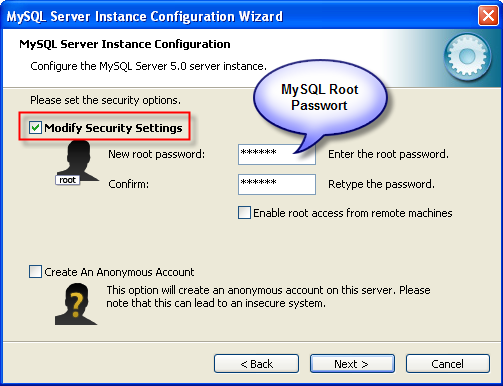 MySQL Server Instance Configuration Wizard
MySQL Server Instance Configuration
Configure the MySQL Server 5.0 server instance.
Please set the security options.
MySQL Root
Passwort
Modify Security Settings
root
New root password:
******
Enter the root password.
Confirm:
******
Retype the password.
Enable root access from remote machines
Create An Anonymous Account
?
This option will create an anonymous account on this server. Please
note that this can lead to an insecure system.
< Back
Next >
Cancel